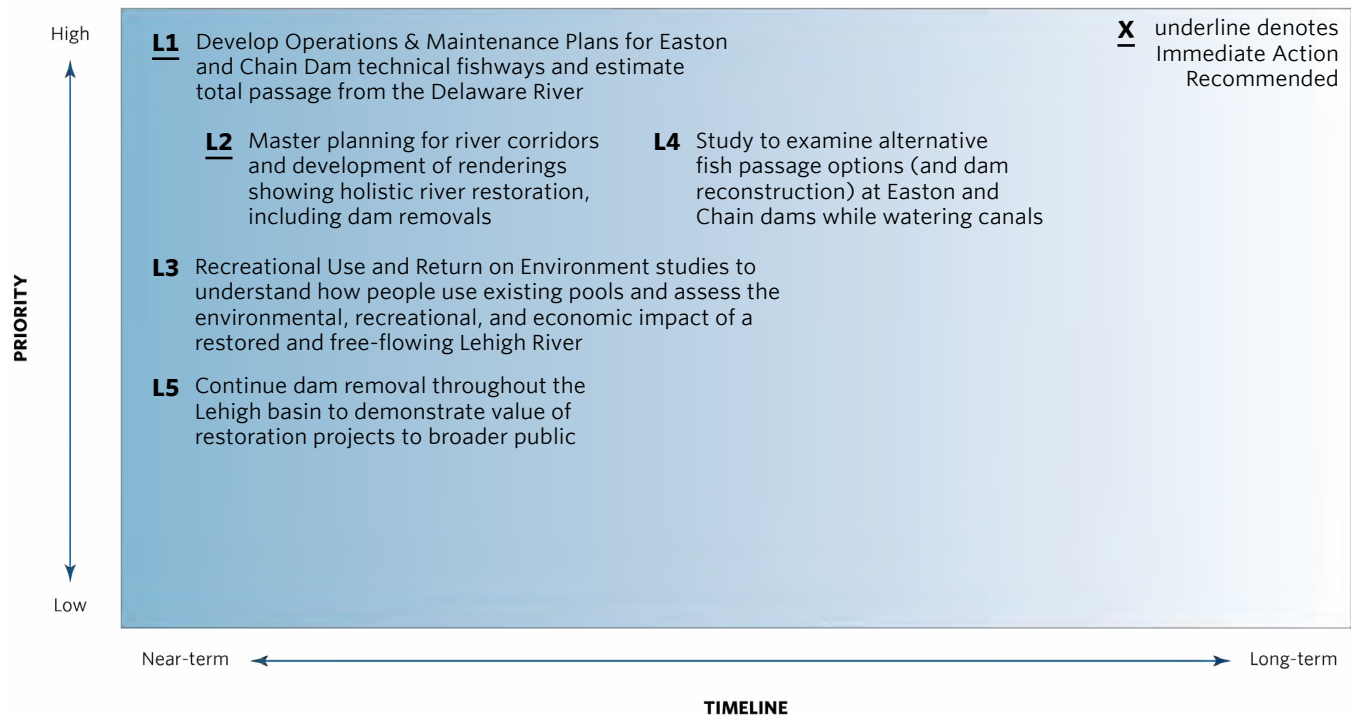 High
L1 Develop Operations & Maintenance Plans for Easton
and Chain Dam technical fishways and estimate
total passage from the Delaware River
X underline denotes
Immediate Action
Recommended
L2 Master planning for river corridors
and development of renderings
showing holistic river restoration,
including dam removals
L4 Study to examine alternative
fish passage options (and dam
reconstruction) at Easton and
Chain dams while watering canals
L3 Recreational Use and Return on Environment studies to
understand how people use existing pools and assess the
environmental, recreational, and economic impact of a
restored and free-flowing Lehigh River
PRIORITY
L5 Continue dam removal throughout the
Lehigh basin to demonstrate value of
restoration projects to broader public
Low
Near-term
Long-term
TIMELINE